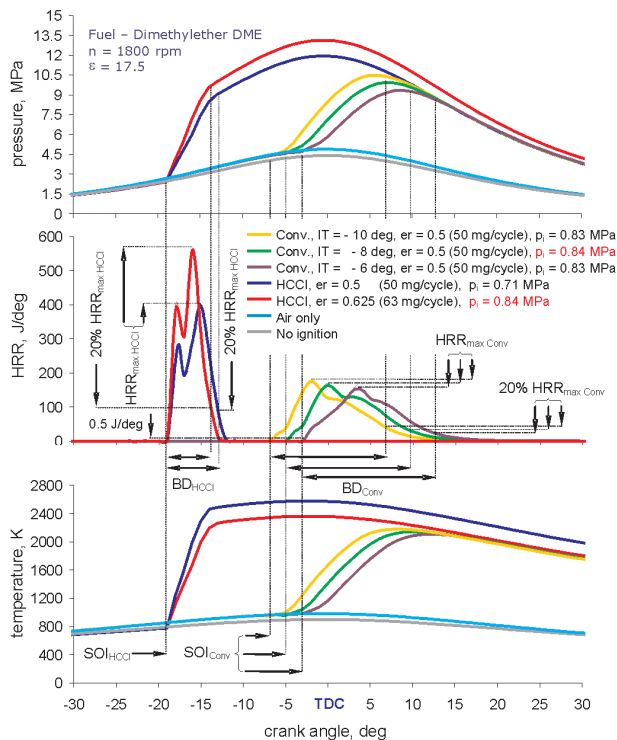 15
13.5
12
10.5
9
7.5
6
4.5
3
1.5
0
pressure, MPa
Fuel – Dimethylether DME
n = 1800 rpm
ε = 17.5
600
500
400
300
200
100
0
HRR, J/deg
Conv., IT = - 10 deg, er = 0.5 (50 mg/cycle), pi = 0.83 MPa
Conv., IT = - 8 deg, er = 0.5 (50 mg/cycle), pi = 0.84 MPa
Conv., IT = - 6 deg, er = 0.5 (50 mg/cycle), pi = 0.83 MPa
HCCI, er = 0.5 (50 mg/cycle), pi = 0.71 MPa
HCCI, er = 0.625 (63 mg/cycle), pi = 0.84 MPa
Air only
No ignition
20% HRRmax HCCI
HRRmax HCCI
20% HRRmax HCCI
0.5 J/deg
HRRmax Conv
20% HRRmax Conv
BDHCCI
BDConv
2800
2400
2000
1600
1200
800
400
0
temperature, K
SOIHCCI
SOIConv
-30 -25 -20 -15 -10 -5 TDC 5 10 15 20 25 30
crank angle, deg